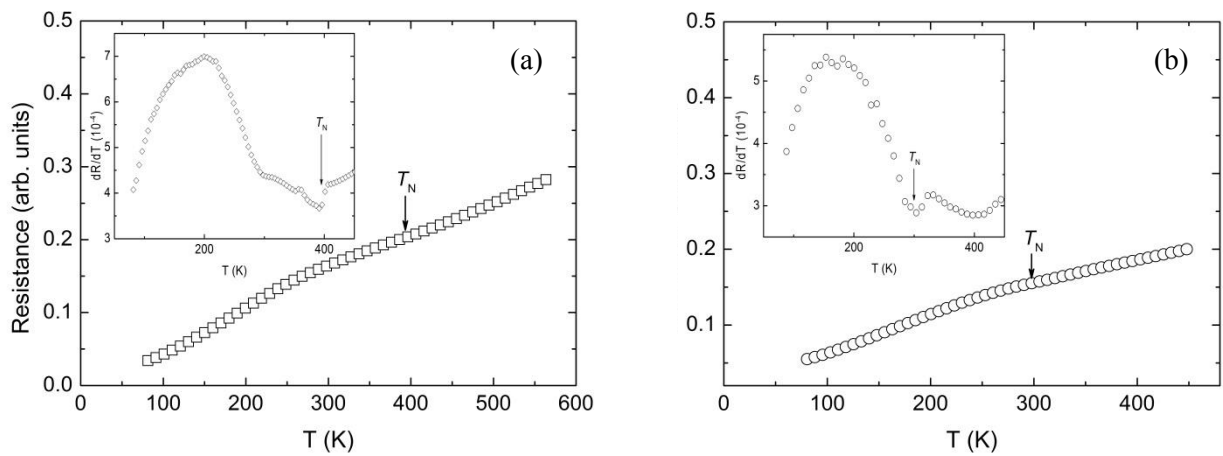 0.5
0.4
0.3
0.2
0.1
0.0
Resistance (arb. units)
0 100 200 300 400 500 600
T (K)
(a)
T_N
7
6
5
4
3
dR/dT (10⁻⁴)
200 400
T (K)
T_N
0.5
0.4
0.3
0.2
0.1
100 200 300 400
T (K)
(b)
T_N
5
3
dR/dT (10⁻⁴)
200 400
T (K)
T_N